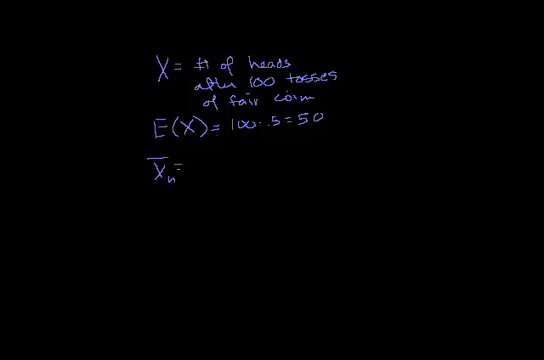 X = # of heads
after 100 tosses
of fair coin
E(X) = 100 · .5 = 50
X̅ₙ =